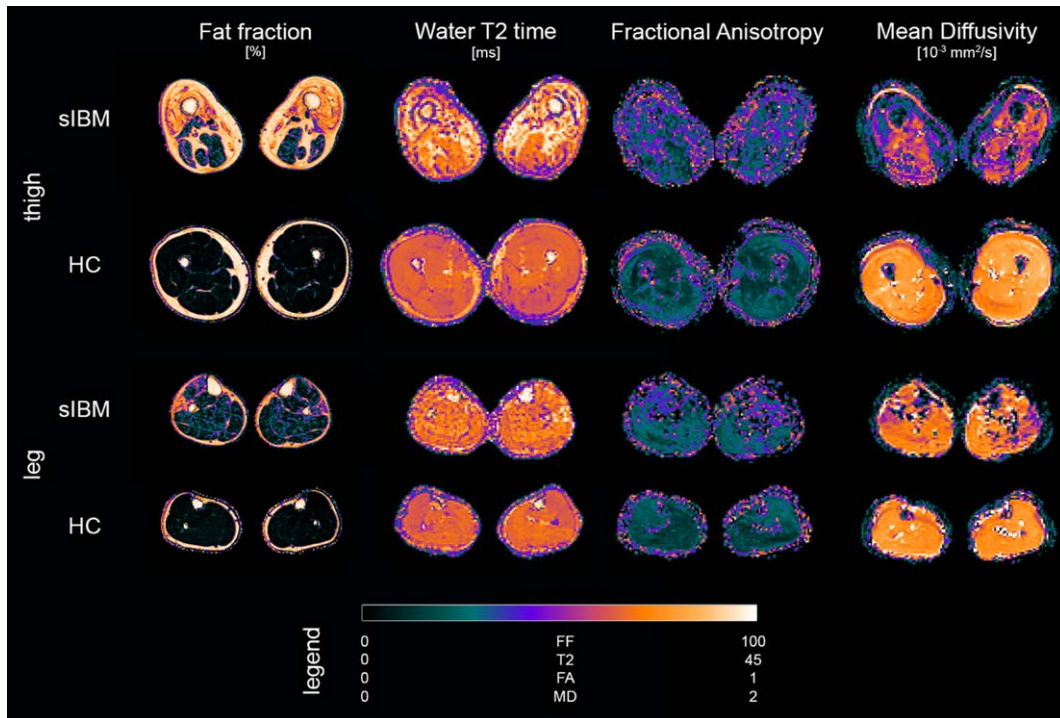 Fat fraction
[%]
Water T2 time
[ms]
Fractional Anisotropy
Mean Diffusivity
[10⁻³ mm²/s]
thigh
sIBM
HC
leg
sIBM
HC
legend
0 FF 100
0 T2 45
0 FA 1
0 MD 2